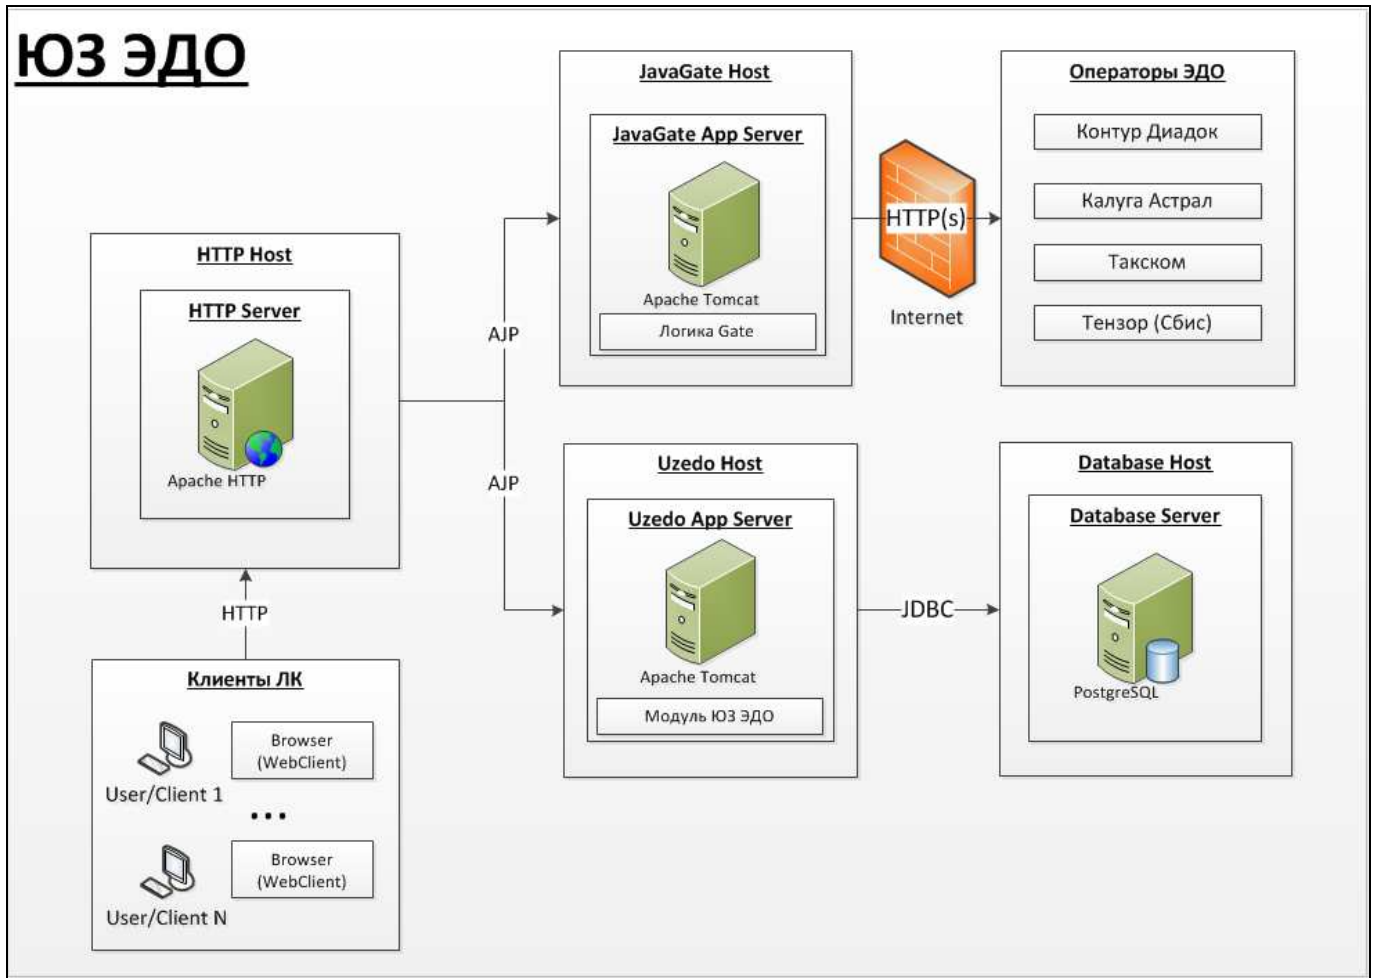 ЮЗ ЭДО
JavaGate Host
JavaGate App Server
Apache Tomcat
Логика Gate
HTTP(s)
Internet
Операторы ЭДО
Контур Диадок
Калуга Астрал
Такском
Тензор (Сбис)
HTTP Host
HTTP Server
Apache HTTP
AJP
AJP
Uzedo Host
Uzedo App Server
Apache Tomcat
Модуль ЮЗ ЭДО
JDBC
Database Host
Database Server
PostgreSQL
HTTP
Клиенты ЛК
Browser
(WebClient)
User/Client 1
...
Browser
(WebClient)
User/Client N